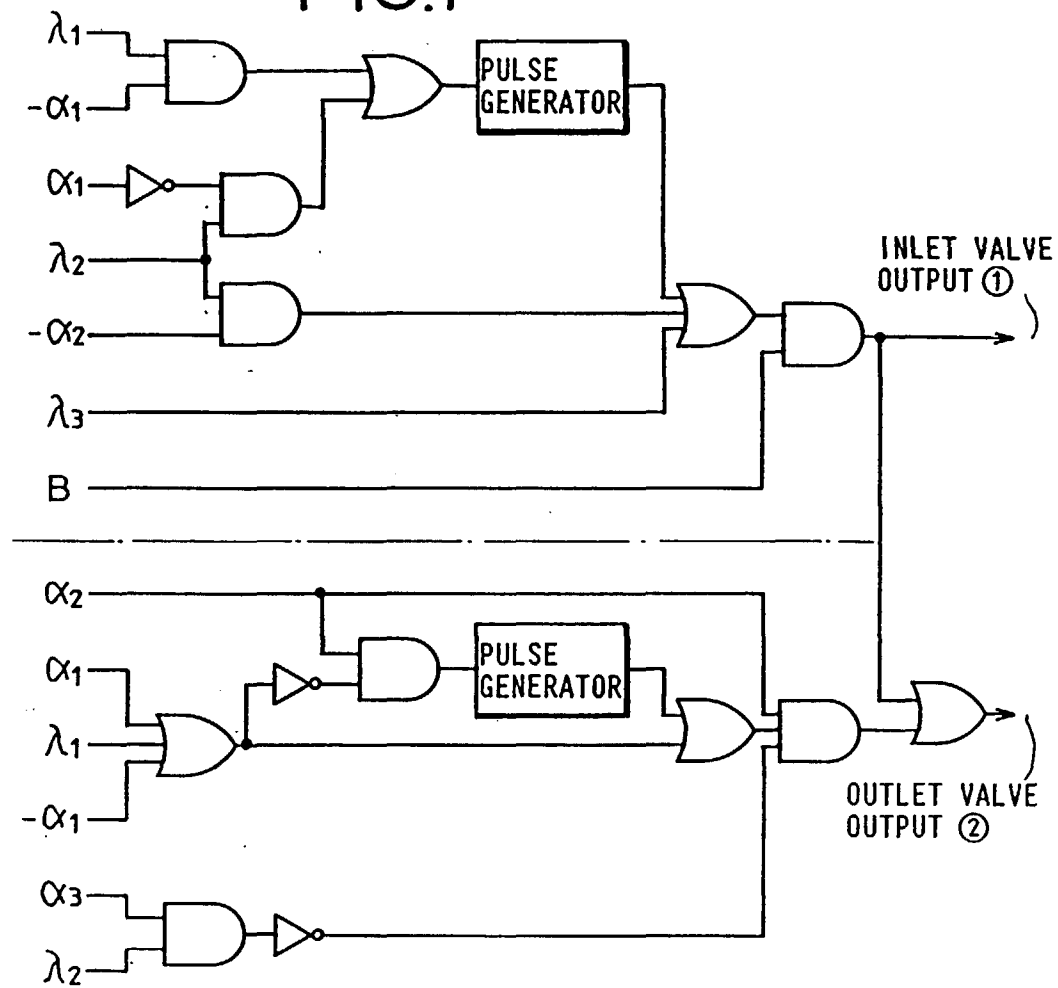 λ1
-α1
PULSE
GENERATOR
α1
λ2
-α2
INLET VALVE
OUTPUT ①
λ3
B
α2
α1
PULSE
GENERATOR
λ1
-α1
OUTLET VALVE
OUTPUT ②
α3
λ2